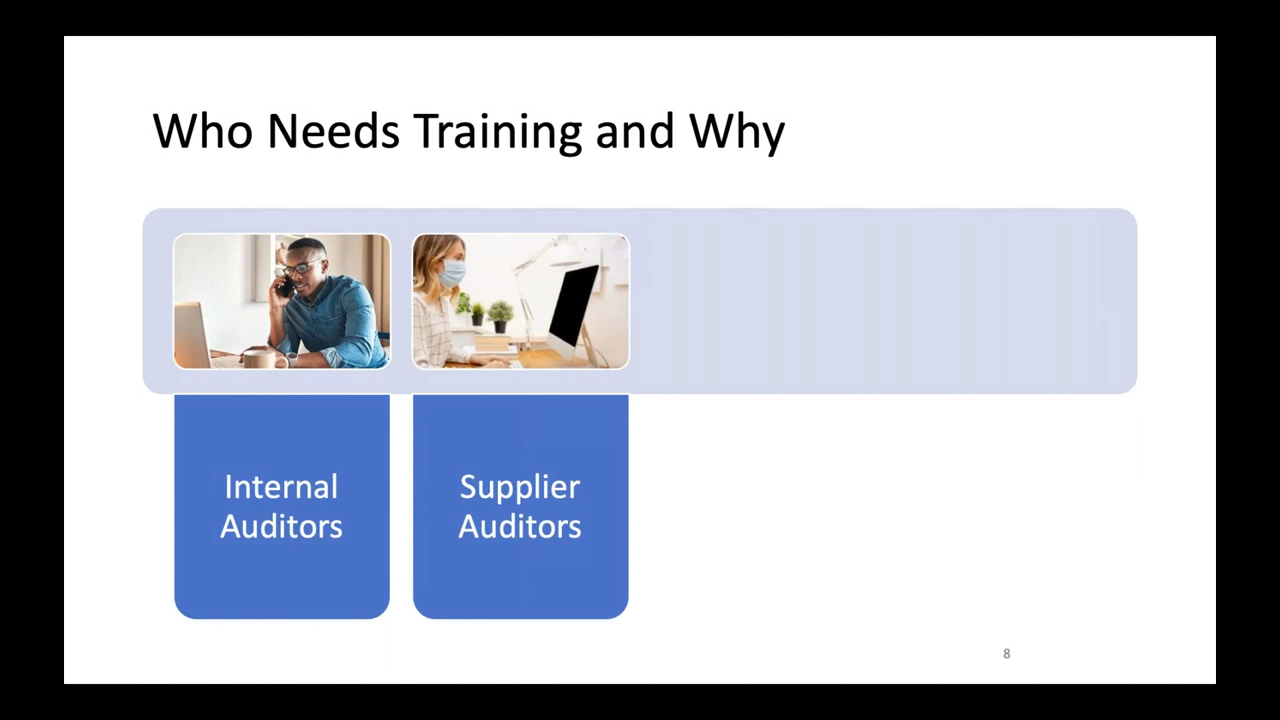 Who Needs Training and Why
Internal
Auditors
Supplier
Auditors
8